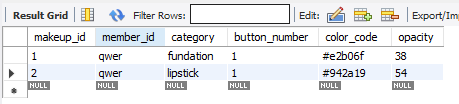 Result Grid Filter Rows: Edit: Export/Imp
makeup_id member_id category button_number color_code opacity
1 qwer fundation 1 #e2b06f 38
2 qwer lipstick 1 #942a19 54
NULL NULL NULL NULL NULL NULL